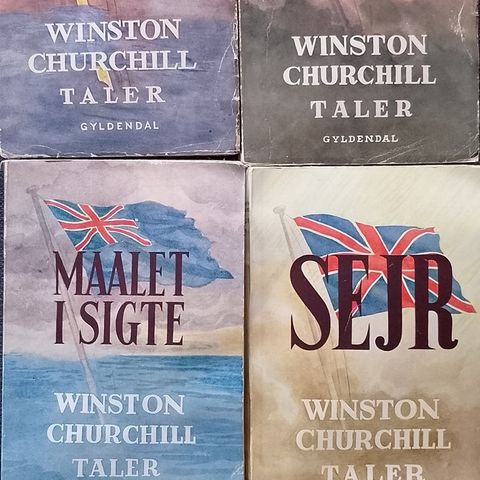 WINSTON
CHURCHILL
TALER
GYLDENDAL
WINSTON
CHURCHILL
TALER
GYLDENDAL
MAALET
I SIGTE
WINSTON
CHURCHILL
TALER
SEJR
WINSTON
CHURCHILL
TALER